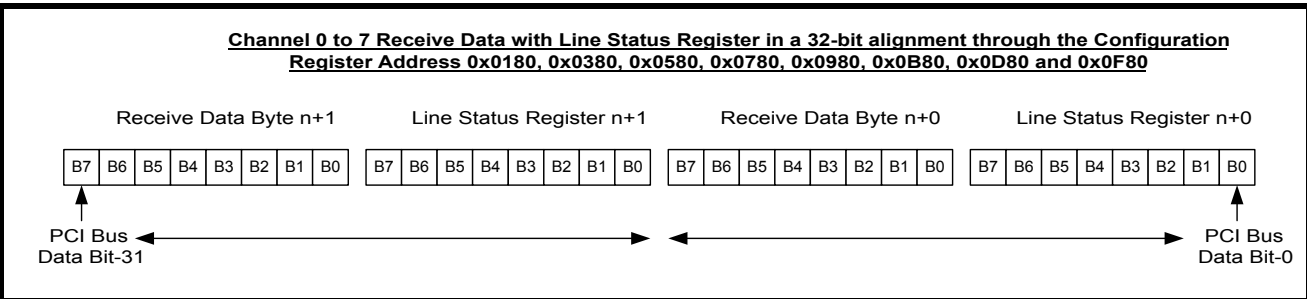 Channel 0 to 7 Receive Data with Line Status Register in a 32-bit alignment through the Configuration
Register Address 0x0180, 0x0380, 0x0580, 0x0780, 0x0980, 0x0B80, 0x0D80 and 0x0F80
Receive Data Byte n+1 Line Status Register n+1 Receive Data Byte n+0 Line Status Register n+0
B7 B6 B5 B4 B3 B2 B1 B0 B7 B6 B5 B4 B3 B2 B1 B0 B7 B6 B5 B4 B3 B2 B1 B0 B7 B6 B5 B4 B3 B2 B1 B0
PCI Bus
Data Bit-31
PCI Bus
Data Bit-0